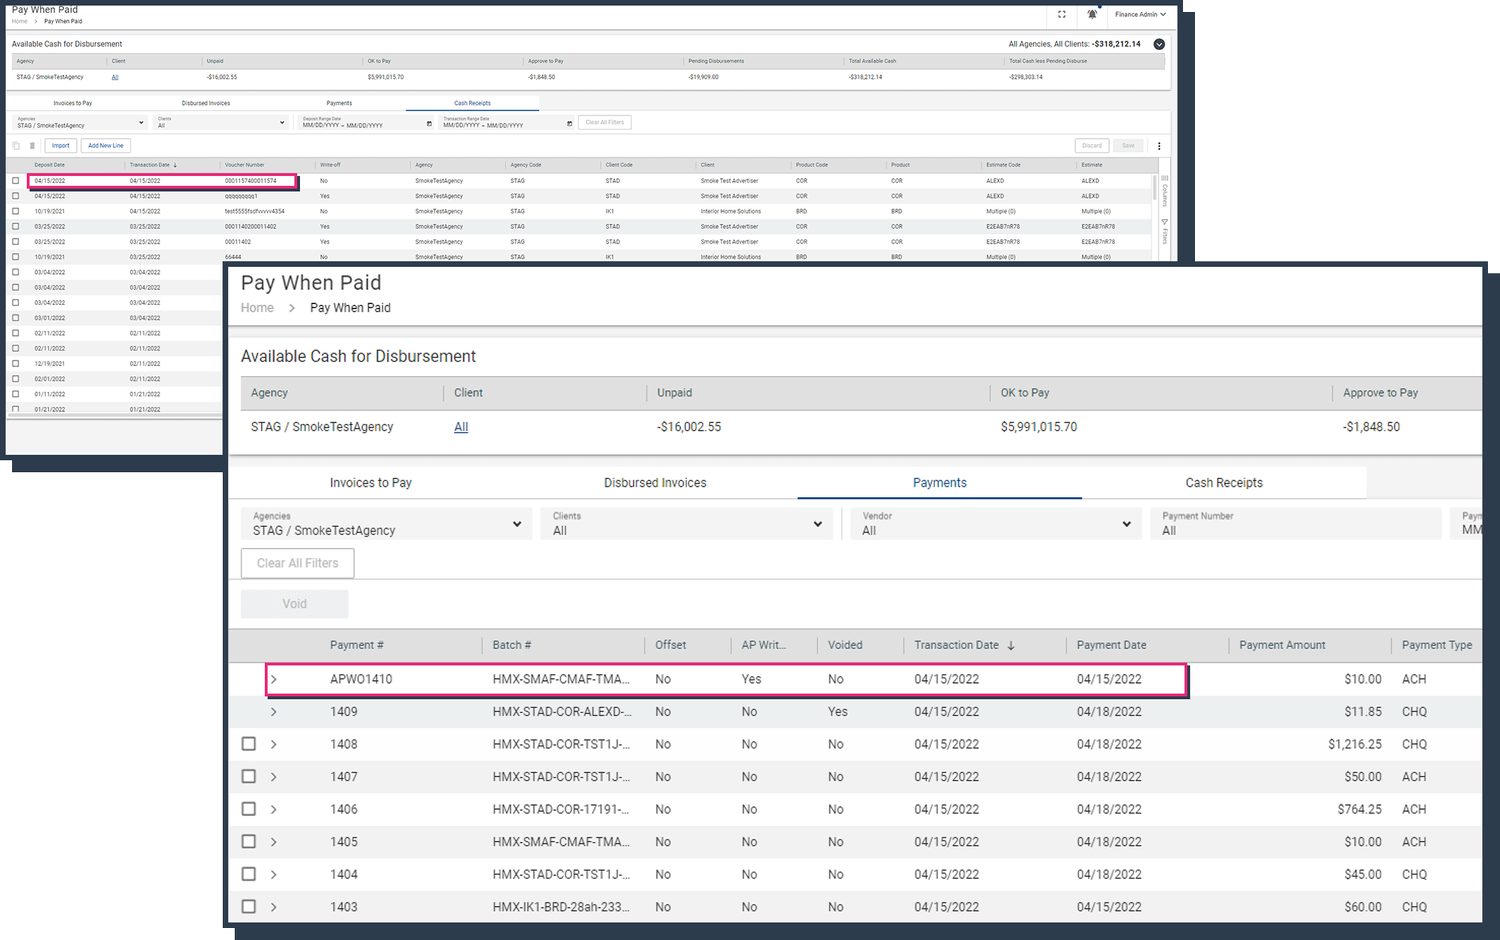 Pay When Paid
Home > Pay When Paid
Finance Admin
Available Cash for Disbursement
All Agencies, All Clients: -$318,212.14
Agency Client Unpaid OK to Pay Approve to Pay Pending Disbursements Total Available Cash Total Cash less Pending Disburse
STAG / SmokeTestAgency All -$16,002.55 $5,991,015.70 -$1,848.50 -$19,909.00 -$318,212.14 -$298,303.14
Invoices to Pay Disbursed Invoices Payments Cash Receipts
Agencies Clients Deposit Range Date Transaction Range Date
STAG / SmokeTestAgency All MM/DD/YYYY – MM/DD/YYYY MM/DD/YYYY – MM/DD/YYYY Clear All Filters
Import Add New Line Discard Save
Deposit Date Transaction Date ↓ Voucher Number Write-off Agency Agency Code Client Code Client Product Code Product Estimate Code Estimate
04/15/2022 04/15/2022 0001157400011574 No SmokeTestAgency STAG STAD Smoke Test Advertiser COR COR ALEXD ALEXD
04/15/2022 04/15/2022 Yes SmokeTestAgency STAG STAD Smoke Test Advertiser COR COR ALEXD ALEXD
10/19/2021 04/15/2022 No SmokeTestAgency STAG IK1 Interior Home Solutions BRD BRD Multiple (0) Multiple (0)
03/25/2022 03/25/2022 0001140200011402 Yes SmokeTestAgency STAG STAD Smoke Test Advertiser COR COR E2EAB7nR78 E2EAB7nR78
03/25/2022 03/25/2022 00011402 Yes SmokeTestAgency STAG STAD Smoke Test Advertiser COR COR E2EAB7nR78 E2EAB7nR78
10/19/2021 03/25/2022 66444 No SmokeTestAgency STAG IK1 Interior Home Solutions BRD BRD Multiple (0) Multiple (0)
03/04/2022 03/04/2022
03/04/2022 03/04/2022
03/04/2022 03/04/2022
03/01/2022 03/04/2022
02/11/2022 02/11/2022
02/11/2022 02/11/2022
12/19/2021 02/11/2022
02/01/2022 02/11/2022
01/11/2022 01/21/2022
01/21/2022 01/21/2022
Columns
Filters
Pay When Paid
Home > Pay When Paid
Available Cash for Disbursement
Agency Client Unpaid OK to Pay Approve to Pay
STAG / SmokeTestAgency All -$16,002.55 $5,991,015.70 -$1,848.50
Invoices to Pay Disbursed Invoices Payments Cash Receipts
Agencies Clients Vendor Payment Number Paym
STAG / SmokeTestAgency All All All MM
Clear All Filters
Void
Payment # Batch # Offset AP Writ... Voided Transaction Date ↓ Payment Date Payment Amount Payment Type
APWO1410 HMX-SMAF-CMAF-TMA... No Yes No 04/15/2022 04/15/2022 $10.00 ACH
1409 HMX-STAD-COR-ALEXD-... No No Yes 04/15/2022 04/18/2022 $11.85 CHQ
1408 HMX-STAD-COR-TST1J-... No No No 04/15/2022 04/18/2022 $1,216.25 CHQ
1407 HMX-STAD-COR-TST1J-... No No No 04/15/2022 04/18/2022 $50.00 ACH
1406 HMX-STAD-COR-17191-... No No No 04/15/2022 04/18/2022 $764.25 ACH
1405 HMX-SMAF-CMAF-TMA... No No No 04/15/2022 04/18/2022 $10.00 ACH
1404 HMX-STAD-COR-TST1J-... No No No 04/15/2022 04/18/2022 $45.00 CHQ
1403 HMX-IK1-BRD-28ah-233... No No No 04/15/2022 04/18/2022 $60.00 CHQ